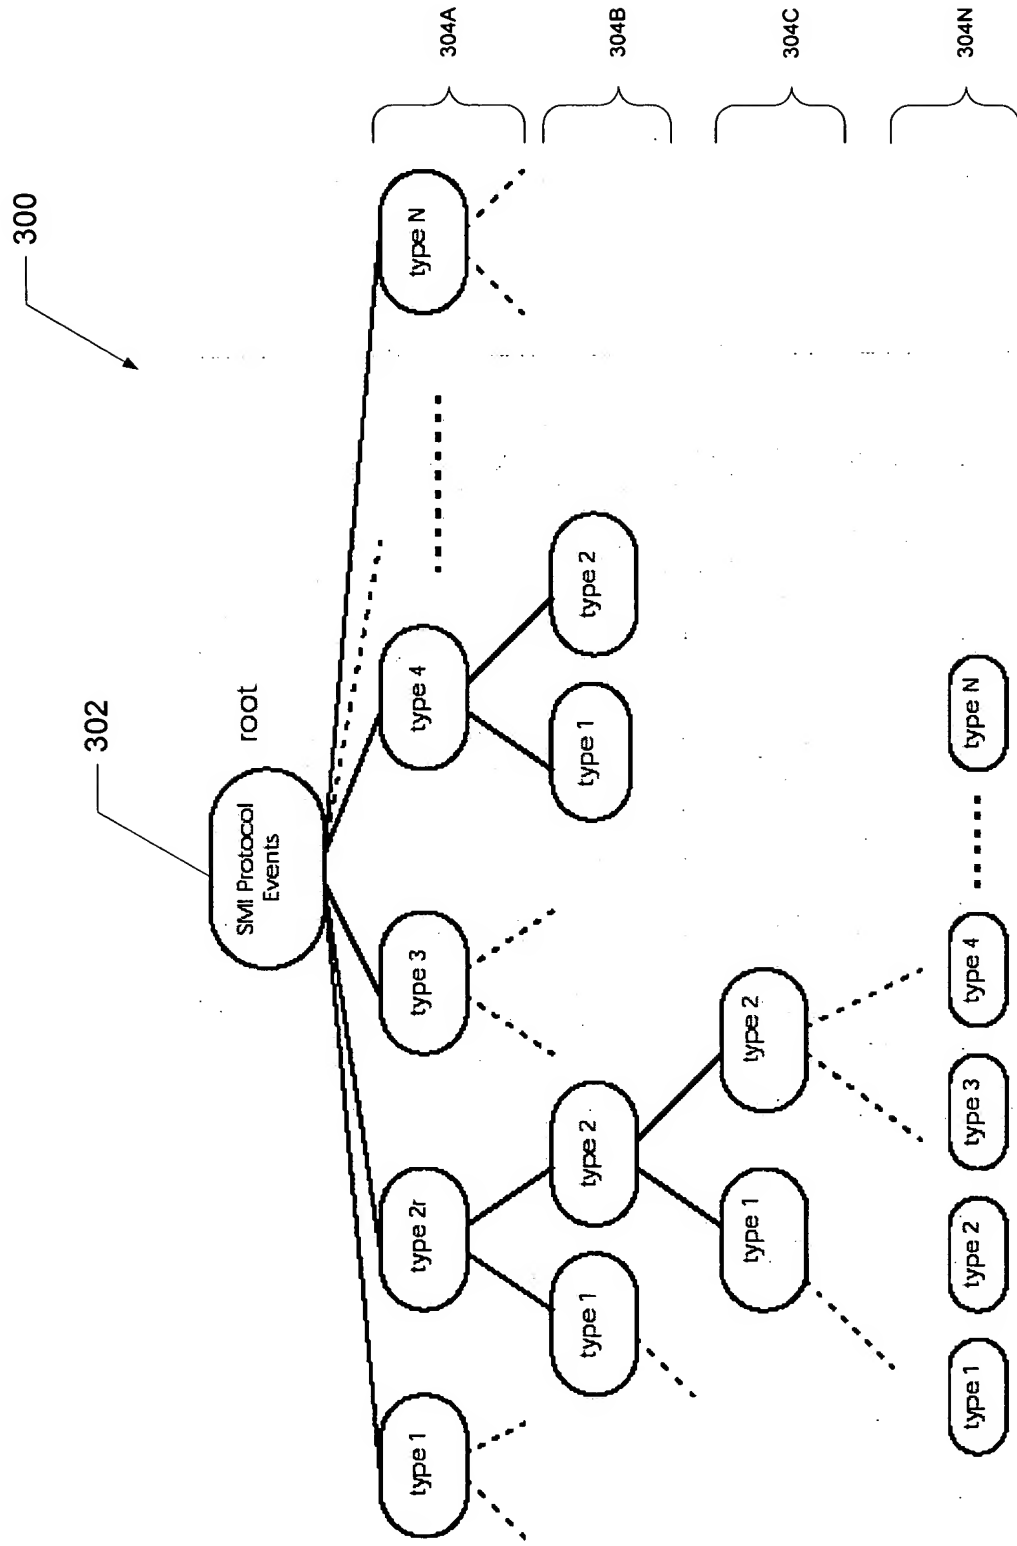 300
302
root
SMI Protocol
Events
type 1
type 2r
type 3
type 4
type N
304A
type 1
type 2
type 1
type 2
304B
type 1
type 2
304C
type 1
type 2
type 3
type 4
type N
304N